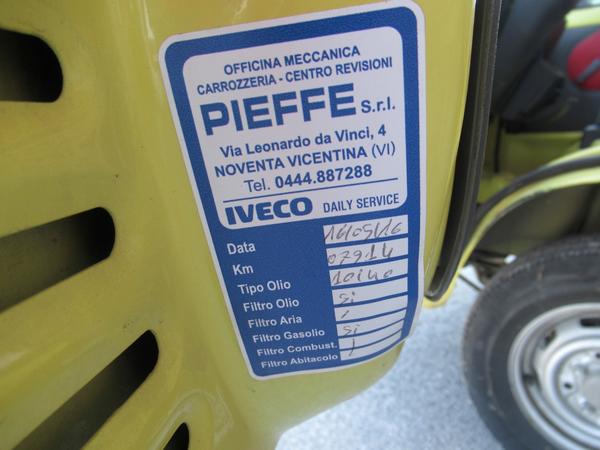 OFFICINA MECCANICA
CARROZZERIA - CENTRO REVISIONI
PIEFFE S.r.l.
Via Leonardo da Vinci, 4
NOVENTA VICENTINA (VI)
Tel. 0444.887288
IVECO DAILY SERVICE
Data 16/05/16
Km 07914
Tipo Olio 10W40
Filtro Olio si
Filtro Aria /
Filtro Gasolio si
Filtro Combust. /
Filtro Abitacolo